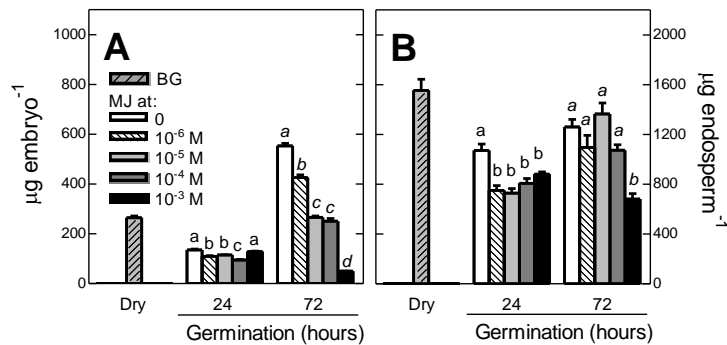 A
B
1000
800
600
400
200
0
µg embryo⁻¹
BG
MJ at:
0
10⁻⁶ M
10⁻⁵ M
10⁻⁴ M
10⁻³ M
a b b c a
a
b
c c
d
a
b b b b
a a a a
b
2000
1600
1200
800
400
0
µg endosperm⁻¹
Dry 24 72
Germination (hours)
Dry 24 72
Germination (hours)